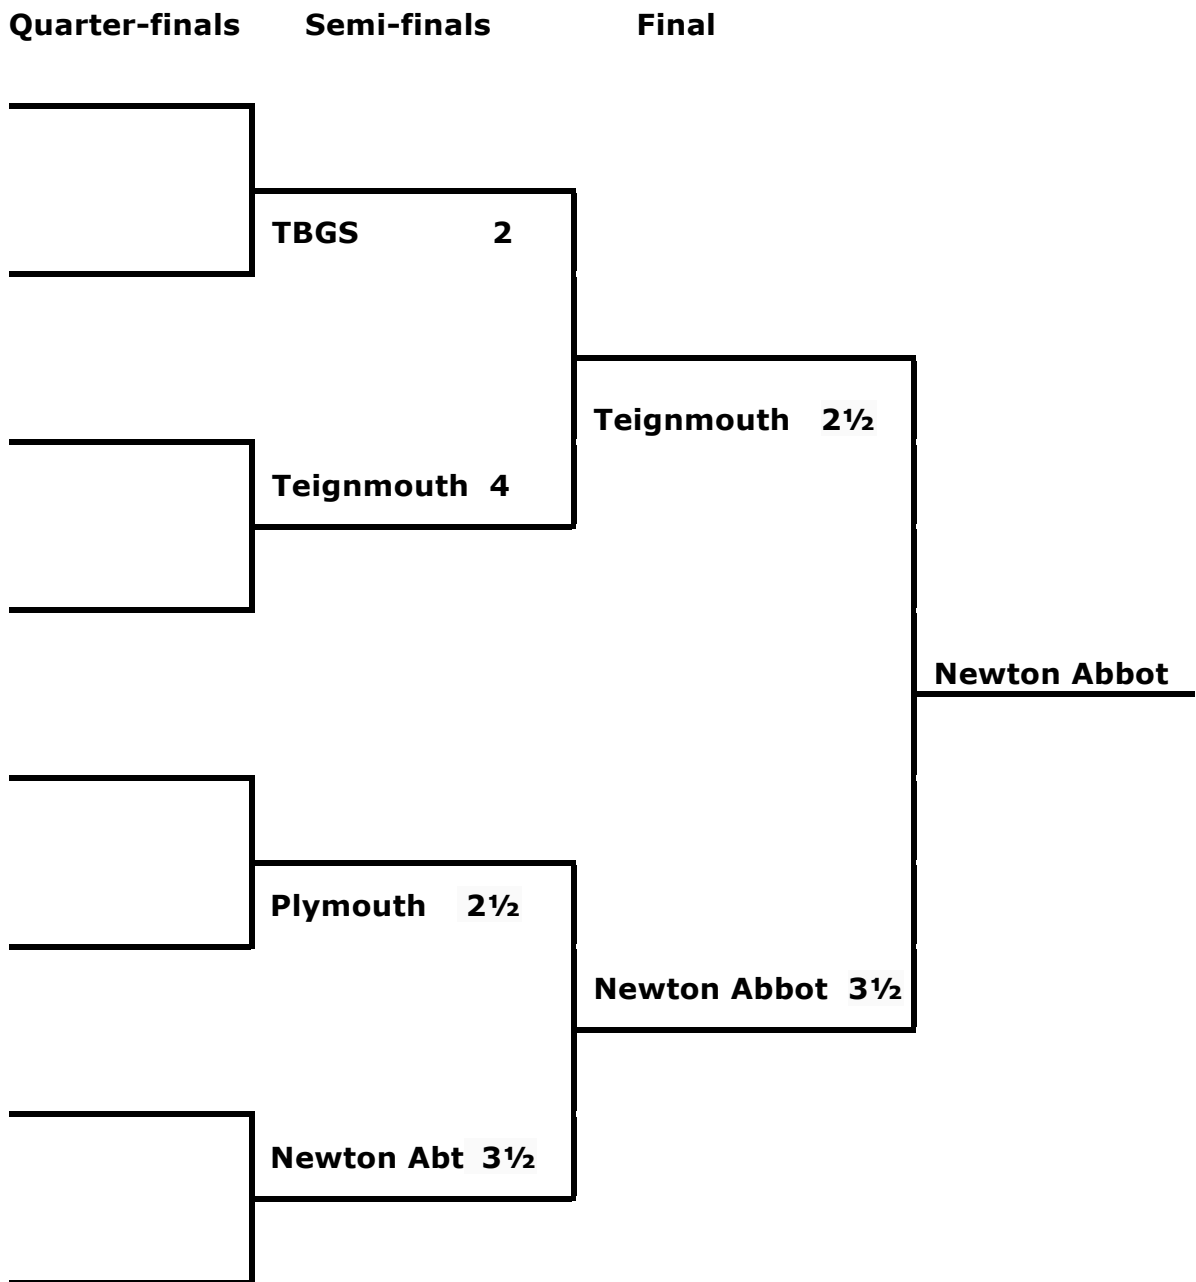 Quarter-finals Semi-finals Final
TBGS 2
Teignmouth 2½
Teignmouth 4
Newton Abbot
Plymouth 2½
Newton Abbot 3½
Newton Abt 3½